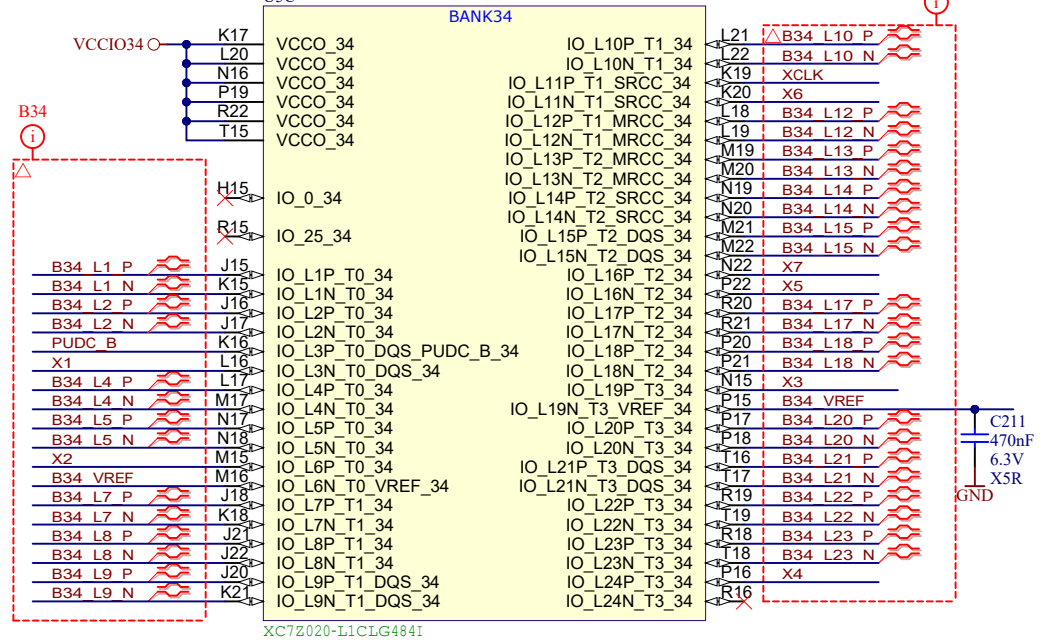 BANK34
VCCIO34
K17 VCCO_34
L20 VCCO_34
N16 VCCO_34
P19 VCCO_34
R22 VCCO_34
T15 VCCO_34
B34
i
H15 IO_0_34
R15 IO_25_34
B34_L1_P J15 IO_L1P_T0_34
B34_L1_N K15 IO_L1N_T0_34
B34_L2_P J16 IO_L2P_T0_34
B34_L2_N J17 IO_L2N_T0_34
PUDC_B K16 IO_L3P_T0_DQS_PUDC_B_34
X1 L16 IO_L3N_T0_DQS_34
B34_L4_P L17 IO_L4P_T0_34
B34_L4_N M17 IO_L4N_T0_34
B34_L5_P N17 IO_L5P_T0_34
B34_L5_N N18 IO_L5N_T0_34
X2 M15 IO_L6P_T0_34
B34_VREF M16 IO_L6N_T0_VREF_34
B34_L7_P J18 IO_L7P_T1_34
B34_L7_N K18 IO_L7N_T1_34
B34_L8_P J21 IO_L8P_T1_34
B34_L8_N J22 IO_L8N_T1_34
B34_L9_P J20 IO_L9P_T1_DQS_34
B34_L9_N K21 IO_L9N_T1_DQS_34
i
IO_L10P_T1_34 L21 B34_L10_P
IO_L10N_T1_34 L22 B34_L10_N
IO_L11P_T1_SRCC_34 K19 XCLK
IO_L11N_T1_SRCC_34 K20 X6
IO_L12P_T1_MRCC_34 L18 B34_L12_P
IO_L12N_T1_MRCC_34 L19 B34_L12_N
IO_L13P_T2_MRCC_34 M19 B34_L13_P
IO_L13N_T2_MRCC_34 M20 B34_L13_N
IO_L14P_T2_SRCC_34 N19 B34_L14_P
IO_L14N_T2_SRCC_34 N20 B34_L14_N
IO_L15P_T2_DQS_34 M21 B34_L15_P
IO_L15N_T2_DQS_34 M22 B34_L15_N
IO_L16P_T2_34 N22 X7
IO_L16N_T2_34 P22 X5
IO_L17P_T2_34 R20 B34_L17_P
IO_L17N_T2_34 R21 B34_L17_N
IO_L18P_T2_34 P20 B34_L18_P
IO_L18N_T2_34 P21 B34_L18_N
IO_L19P_T3_34 N15 X3
IO_L19N_T3_VREF_34 P15 B34_VREF
IO_L20P_T3_34 P17 B34_L20_P
IO_L20N_T3_34 P18 B34_L20_N
IO_L21P_T3_DQS_34 T16 B34_L21_P
IO_L21N_T3_DQS_34 T17 B34_L21_N
IO_L22P_T3_34 R19 B34_L22_P
IO_L22N_T3_34 T19 B34_L22_N
IO_L23P_T3_34 R18 B34_L23_P
IO_L23N_T3_34 T18 B34_L23_N
IO_L24P_T3_34 P16 X4
IO_L24N_T3_34 R16
C211
470nF
6.3V
X5R
GND
XC7Z020-L1CLG484I